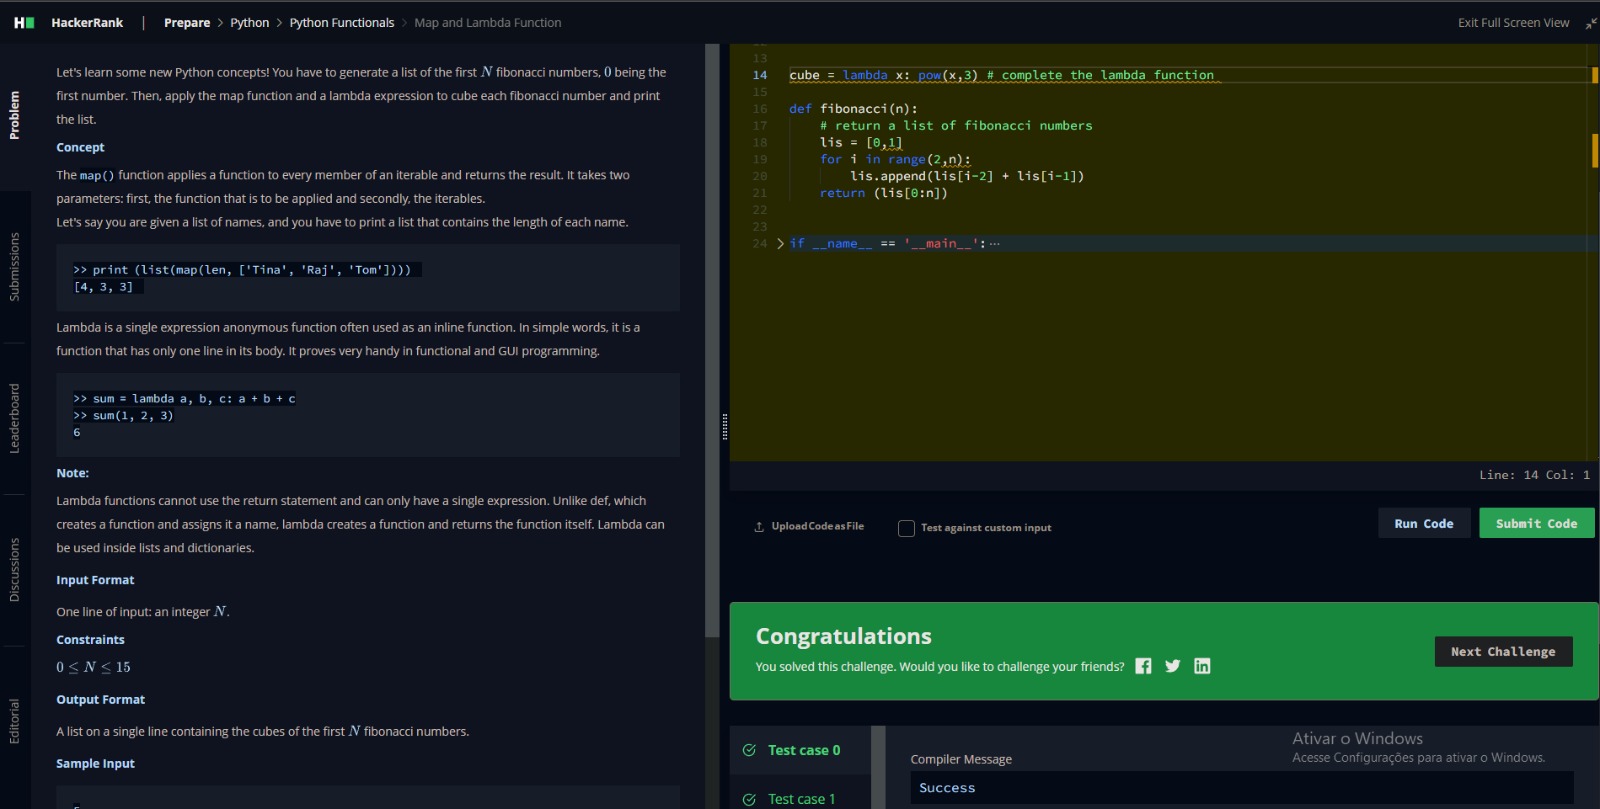 HackerRank | Prepare > Python > Python Functionals > Map and Lambda Function
Exit Full Screen View
Problem
Submissions
Leaderboard
Discussions
Editorial
Let's learn some new Python concepts! You have to generate a list of the first N fibonacci numbers, 0 being the
first number. Then, apply the map function and a lambda expression to cube each fibonacci number and print
the list.
Concept
The map() function applies a function to every member of an iterable and returns the result. It takes two
parameters: first, the function that is to be applied and secondly, the iterables.
Let's say you are given a list of names, and you have to print a list that contains the length of each name.
>> print (list(map(len, ['Tina', 'Raj', 'Tom'])))
[4, 3, 3]
Lambda is a single expression anonymous function often used as an inline function. In simple words, it is a
function that has only one line in its body. It proves very handy in functional and GUI programming.
>> sum = lambda a, b, c: a + b + c
>> sum(1, 2, 3)
6
Note:
Lambda functions cannot use the return statement and can only have a single expression. Unlike def, which
creates a function and assigns it a name, lambda creates a function and returns the function itself. Lambda can
be used inside lists and dictionaries.
Input Format
One line of input: an integer N.
Constraints
0 ≤ N ≤ 15
Output Format
A list on a single line containing the cubes of the first N fibonacci numbers.
Sample Input
13
14 cube = lambda x: pow(x,3) # complete the lambda function
15
16 def fibonacci(n):
17 # return a list of fibonacci numbers
18 lis = [0,1]
19 for i in range(2,n):
20 lis.append(lis[i-2] + lis[i-1])
21 return (lis[0:n])
22
23
24 > if __name__ == '__main__':···
Line: 14 Col: 1
Upload Code as File
Test against custom input
Run Code
Submit Code
Congratulations
You solved this challenge. Would you like to challenge your friends?
Next Challenge
Test case 0
Test case 1
Compiler Message
Success
Ativar o Windows
Acesse Configurações para ativar o Windows.